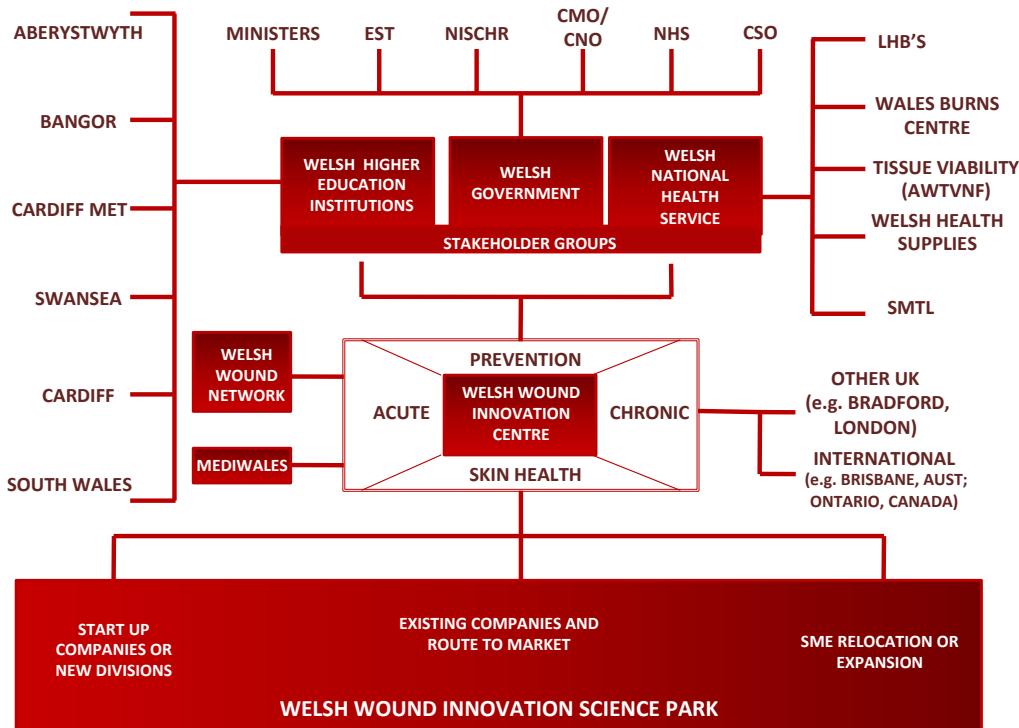 ABERYSTWYTH
BANGOR
CARDIFF MET
SWANSEA
CARDIFF
SOUTH WALES
MINISTERS
EST
NISCHR
CMO/
CNO
NHS
CSO
LHB'S
WALES BURNS
CENTRE
TISSUE VIABILITY
(AWTVNF)
WELSH HEALTH
SUPPLIES
SMTL
WELSH HIGHER
EDUCATION
INSTITUTIONS
WELSH
GOVERNMENT
WELSH
NATIONAL
HEALTH
SERVICE
STAKEHOLDER GROUPS
WELSH
WOUND
NETWORK
MEDIWALES
PREVENTION
ACUTE
WELSH WOUND
INNOVATION
CENTRE
CHRONIC
SKIN HEALTH
OTHER UK
(e.g. BRADFORD,
LONDON)
INTERNATIONAL
(e.g. BRISBANE, AUST;
ONTARIO, CANADA)
START UP
COMPANIES OR
NEW DIVISIONS
EXISTING COMPANIES AND
ROUTE TO MARKET
SME RELOCATION OR
EXPANSION
WELSH WOUND INNOVATION SCIENCE PARK